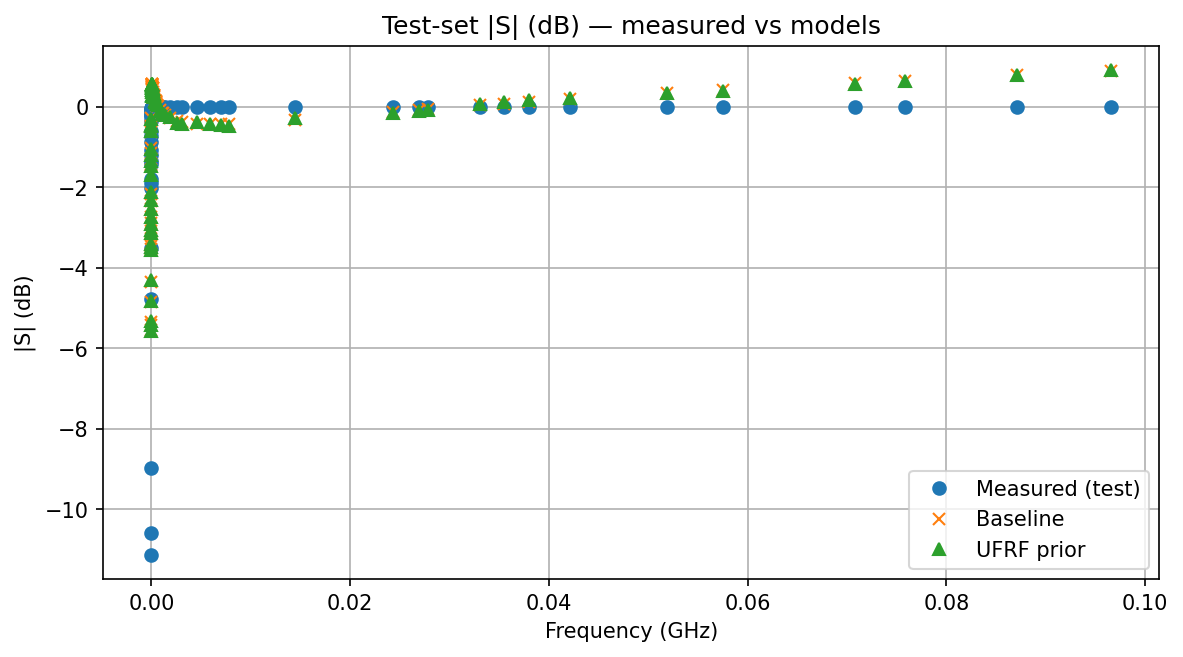 Test-set |S| (dB) — measured vs models
|S| (dB)
0
−2
−4
−6
−8
−10
0.00
0.02
0.04
0.06
0.08
0.10
Frequency (GHz)
Measured (test)
Baseline
UFRF prior